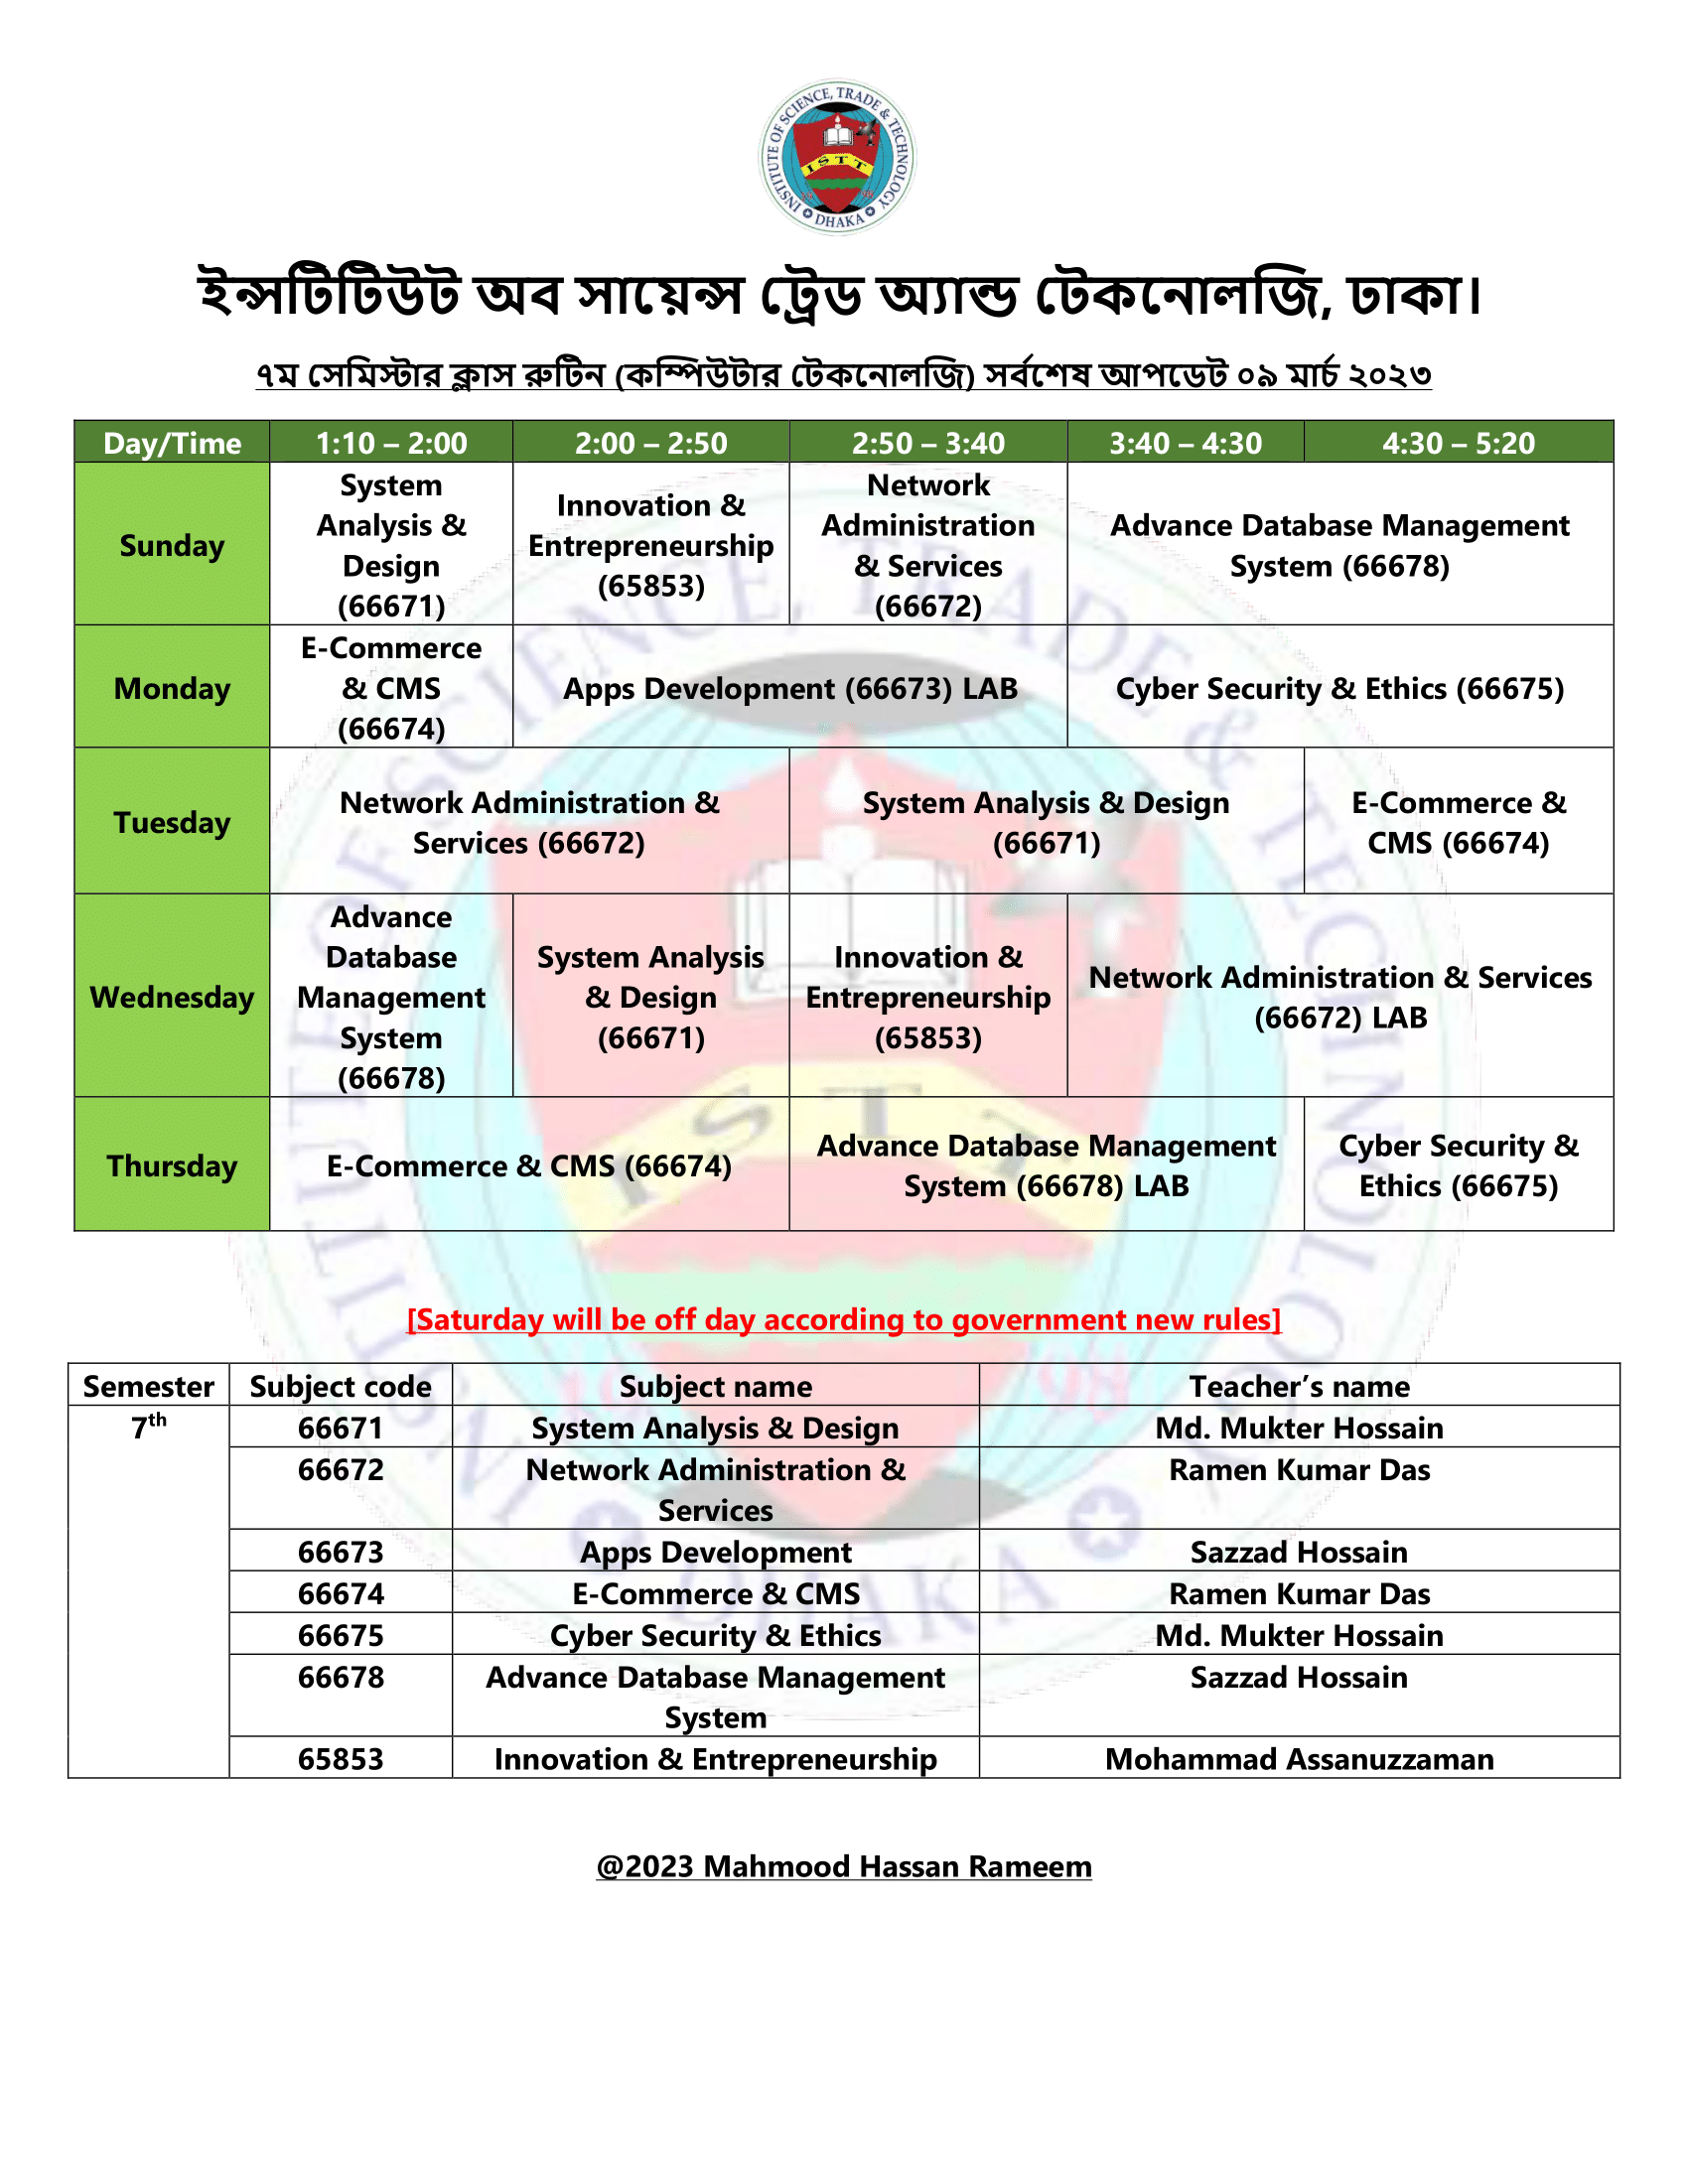 INSTITUTE OF SCIENCE, TRADE & TECHNOLOGY
ISTT
DHAKA
ইন্সটিটিউট অব সায়েন্স ট্রেড অ্যান্ড টেকনোলজি, ঢাকা।
৭ম সেমিস্টার ক্লাস রুটিন (কম্পিউটার টেকনোলজি) সর্বশেষ আপডেট ০৯ মার্চ ২০২৩
Day/Time 1:10 – 2:00 2:00 – 2:50 2:50 – 3:40 3:40 – 4:30 4:30 – 5:20
Sunday
System
Analysis &
Design
(66671)
Innovation &
Entrepreneurship
(65853)
Network
Administration
& Services
(66672)
Advance Database Management
System (66678)
Monday
E-Commerce
& CMS
(66674)
Apps Development (66673) LAB
Cyber Security & Ethics (66675)
Tuesday
Network Administration &
Services (66672)
System Analysis & Design
(66671)
E-Commerce &
CMS (66674)
Wednesday
Advance
Database
Management
System
(66678)
System Analysis
& Design
(66671)
Innovation &
Entrepreneurship
(65853)
Network Administration & Services
(66672) LAB
Thursday
E-Commerce & CMS (66674)
Advance Database Management
System (66678) LAB
Cyber Security &
Ethics (66675)
[Saturday will be off day according to government new rules]
Semester Subject code Subject name Teacher’s name
7th 66671 System Analysis & Design Md. Mukter Hossain
66672 Network Administration & Ramen Kumar Das
Services
66673 Apps Development Sazzad Hossain
66674 E-Commerce & CMS Ramen Kumar Das
66675 Cyber Security & Ethics Md. Mukter Hossain
66678 Advance Database Management Sazzad Hossain
System
65853 Innovation & Entrepreneurship Mohammad Assanuzzaman
@2023 Mahmood Hassan Rameem